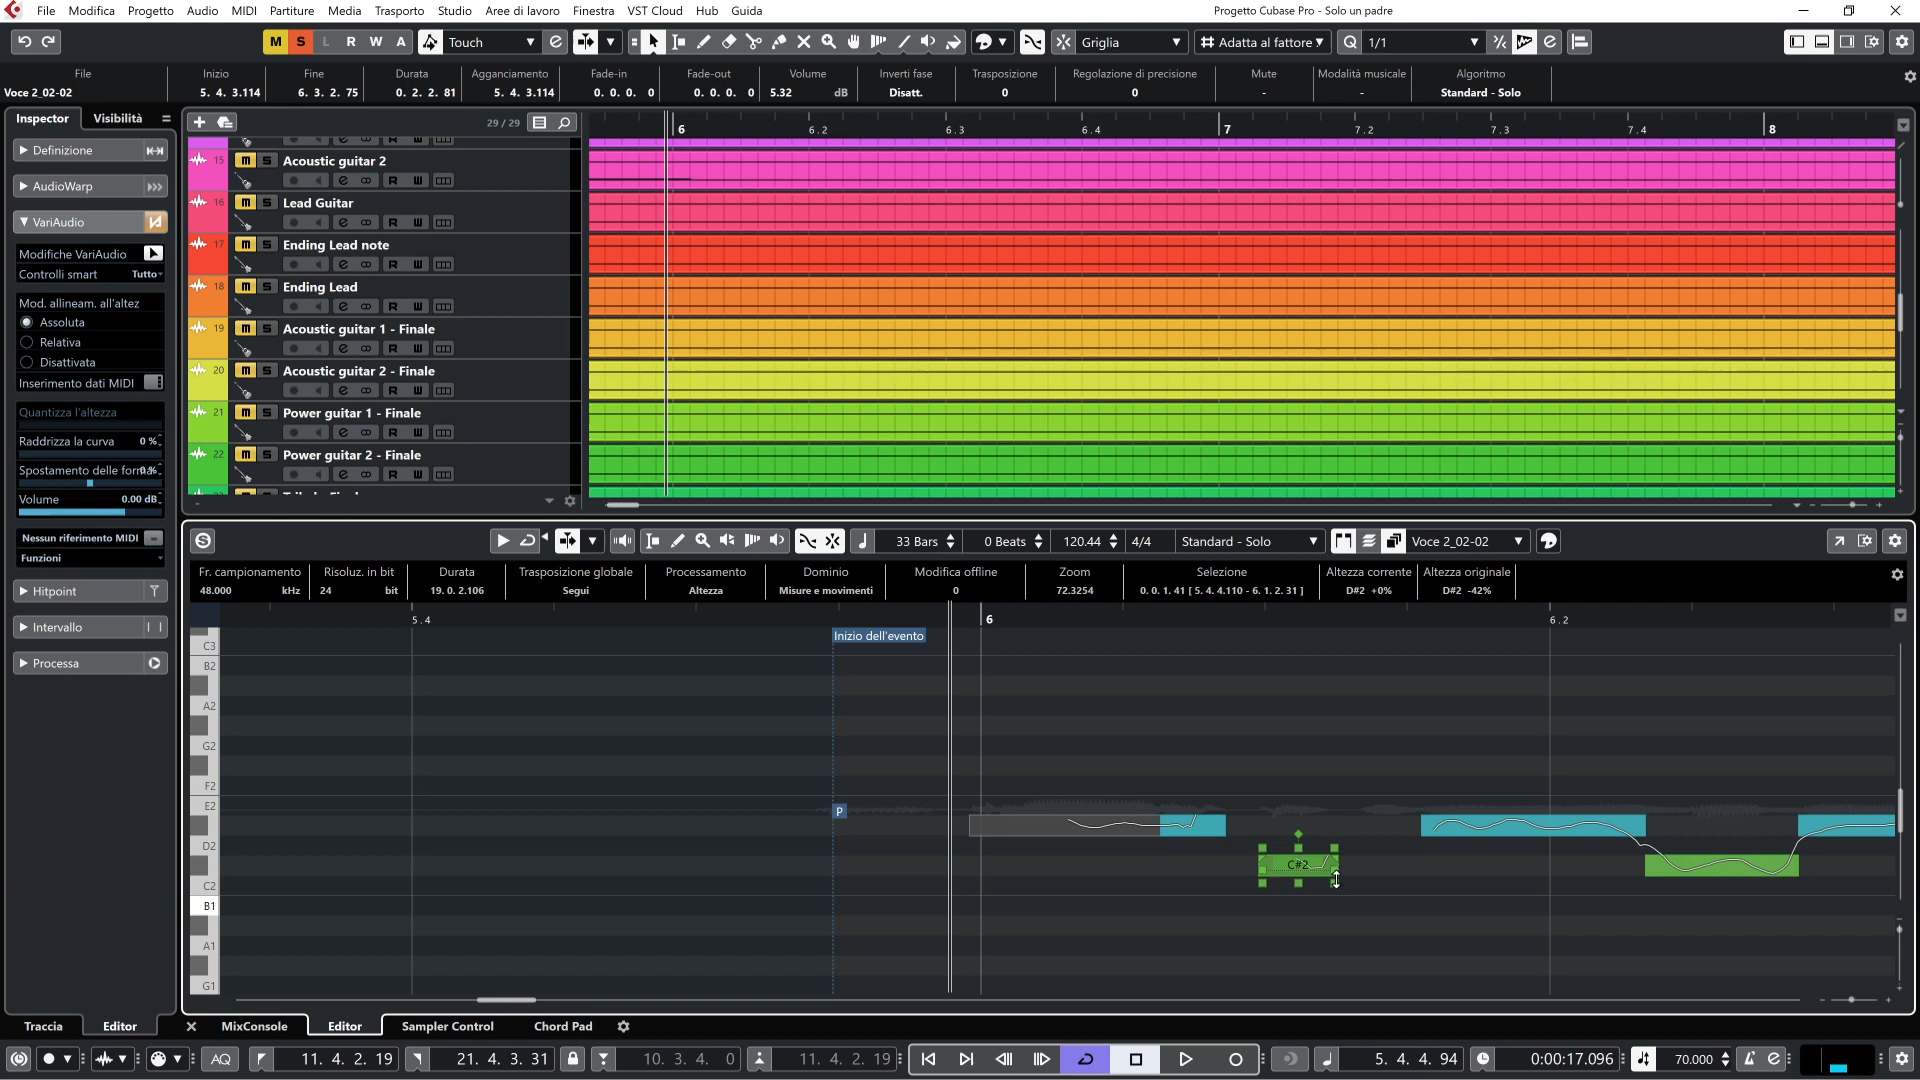 File Modifica Progetto Audio MIDI Partiture Media Trasporto Studio Aree di lavoro Finestra VST Cloud Hub Guida Progetto Cubase Pro - Solo un padre
M S L R W A Touch e Griglia Adatta al fattore Q 1/1 e
File Inizio Fine Durata Agganciamento Fade-in Fade-out Volume Inverti fase Trasposizione Regolazione di precisione Mute Modalità musicale Algoritmo
Voce 2_02-02 5. 4. 3.114 6. 3. 2. 75 0. 2. 2. 81 5. 4. 3.114 0. 0. 0. 0 0. 0. 0. 0 5.32 dB Disatt. 0 0 - - Standard - Solo
Inspector Visibilità 29 / 29 6 6.2 6.3 6.4 7 7.2 7.3 7.4 8
Definizione
AudioWarp
VariAudio
Modifiche VariAudio
Controlli smart Tutto
Mod. allineam. all'altez
Assoluta
Relativa
Disattivata
Inserimento dati MIDI
Quantizza l'altezza
Raddrizza la curva 0 %
Spostamento delle forma
Volume 0.00 dB
Nessun riferimento MIDI
Funzioni
Hitpoint
Intervallo
Processa
15 m S Acoustic guitar 2
e R W
16 m S Lead Guitar
e R W
17 m S Ending Lead note
e R W
18 m S Ending Lead
e R W
19 m S Acoustic guitar 1 - Finale
e R W
20 m S Acoustic guitar 2 - Finale
e R W
21 m S Power guitar 1 - Finale
e R W
22 m S Power guitar 2 - Finale
e R W
S 33 Bars 0 Beats 120.44 4/4 Standard - Solo Voce 2_02-02
Fr. campionamento Risoluz. in bit Durata Trasposizione globale Processamento Dominio Modifica offline Zoom Selezione Altezza corrente Altezza originale
48.000 kHz 24 bit 19. 0. 2.106 Segui Altezza Misure e movimenti 0 72.3254 0. 0. 1. 41 [ 5. 4. 4.110 - 6. 1. 2. 31 ] D#2 +0% D#2 -42%
5.4 6 6.2
Inizio dell'evento
C3
B2
A2
G2
F2
E2
P
D2
C#2
C2
B1
A1
G1
Traccia Editor MixConsole Editor Sampler Control Chord Pad
AQ 11. 4. 2. 19 21. 4. 3. 31 10. 3. 4. 0 11. 4. 2. 19 5. 4. 4. 94 0:00:17.096 70.000 e